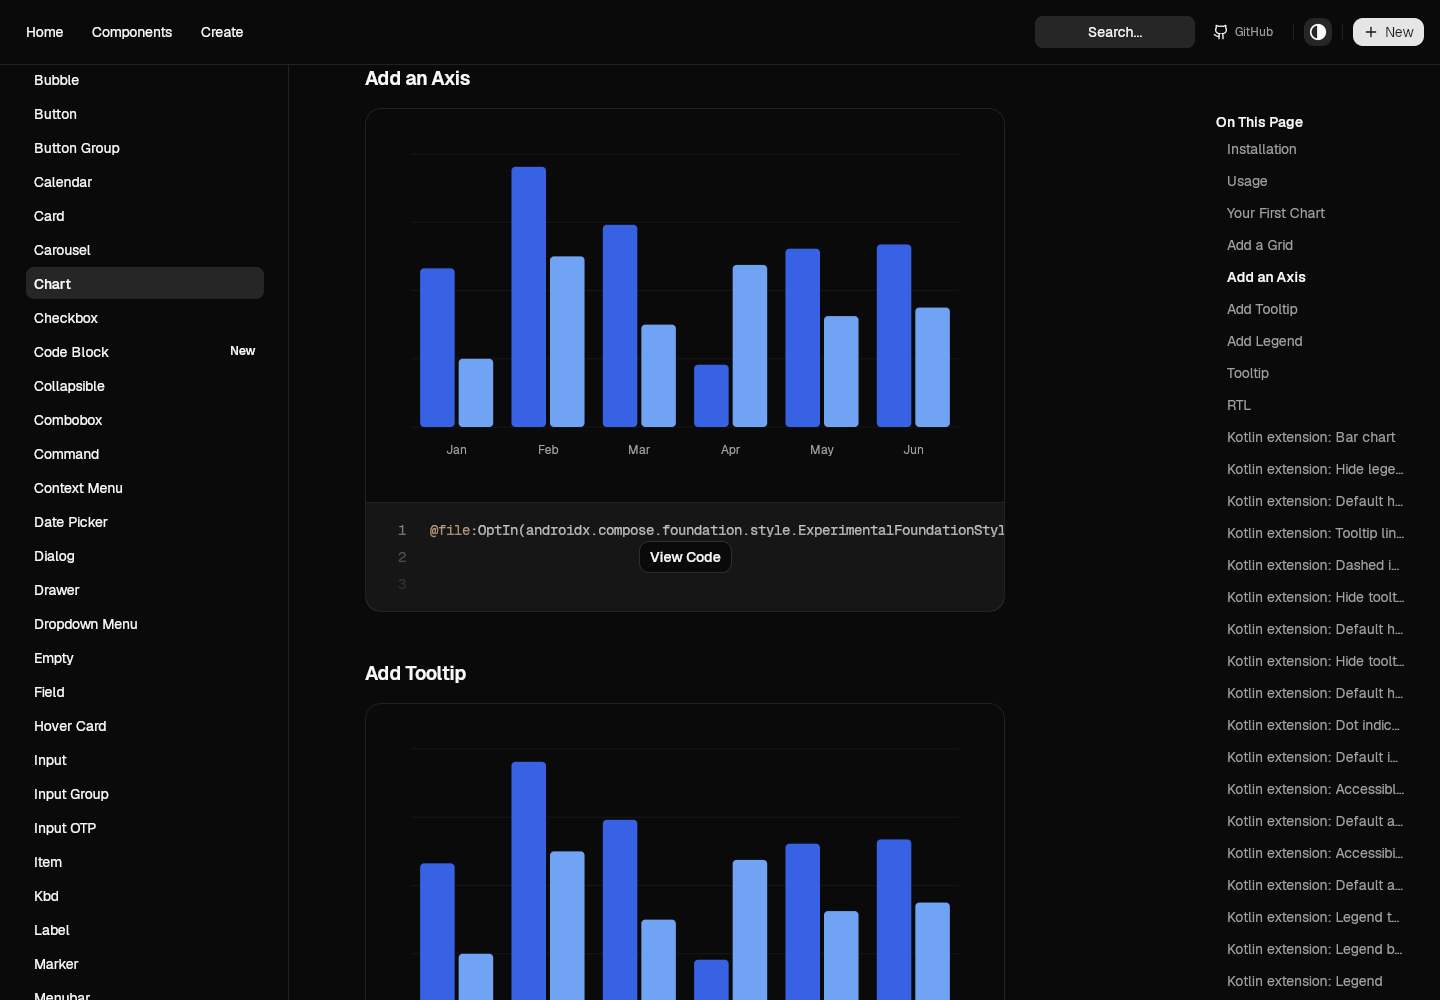 Home
Components
Create
Search...
GitHub
New
Bubble
Button
Button Group
Calendar
Card
Carousel
Chart
Checkbox
Code Block
New
Collapsible
Combobox
Command
Context Menu
Date Picker
Dialog
Drawer
Dropdown Menu
Empty
Field
Hover Card
Input
Input Group
Input OTP
Item
Kbd
Label
Marker
Menubar
Add an Axis
Jan
Feb
Mar
Apr
May
Jun
1 @file:OptIn(androidx.compose.foundation.style.ExperimentalFoundationStyl
2
View Code
3
Add Tooltip
On This Page
Installation
Usage
Your First Chart
Add a Grid
Add an Axis
Add Tooltip
Add Legend
Tooltip
RTL
Kotlin extension: Bar chart
Kotlin extension: Hide lege...
Kotlin extension: Default h...
Kotlin extension: Tooltip lin...
Kotlin extension: Dashed i...
Kotlin extension: Hide toolt...
Kotlin extension: Default h...
Kotlin extension: Hide toolt...
Kotlin extension: Default h...
Kotlin extension: Dot indic...
Kotlin extension: Default i...
Kotlin extension: Accessibl...
Kotlin extension: Default a...
Kotlin extension: Accessibi...
Kotlin extension: Default a...
Kotlin extension: Legend t...
Kotlin extension: Legend b...
Kotlin extension: Legend